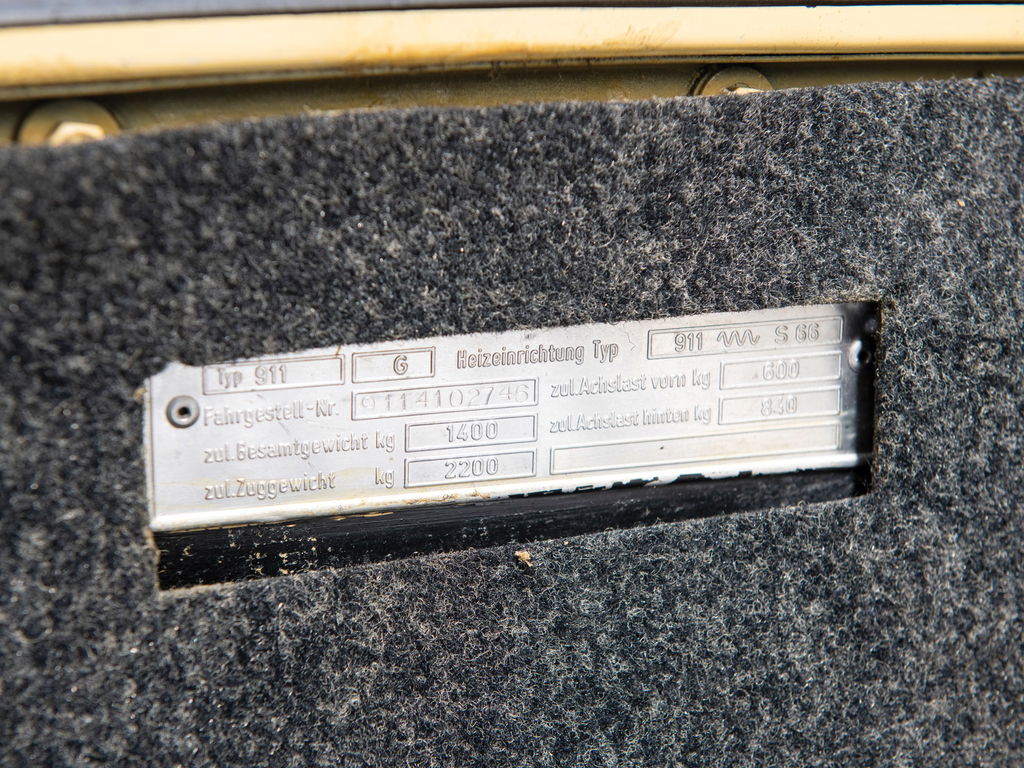 Typ 911 G Heizeinrichtung Typ 911 S 66
Fahrgestell-Nr. 9114102746 zul.Achslast vorn kg 600
zul.Gesamtgewicht kg 1400 zul.Achslast hinten kg 840
zul.Zuggewicht kg 2200